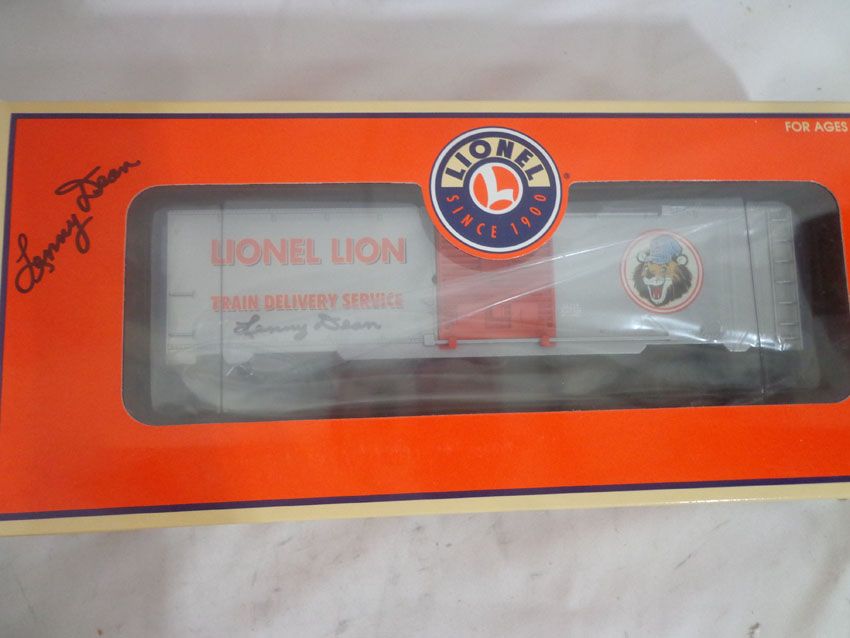 FOR AGES
Lenny Dean
LIONEL
L
SINCE 1900
LIONEL LION
TRAIN DELIVERY SERVICE
Lenny Dean